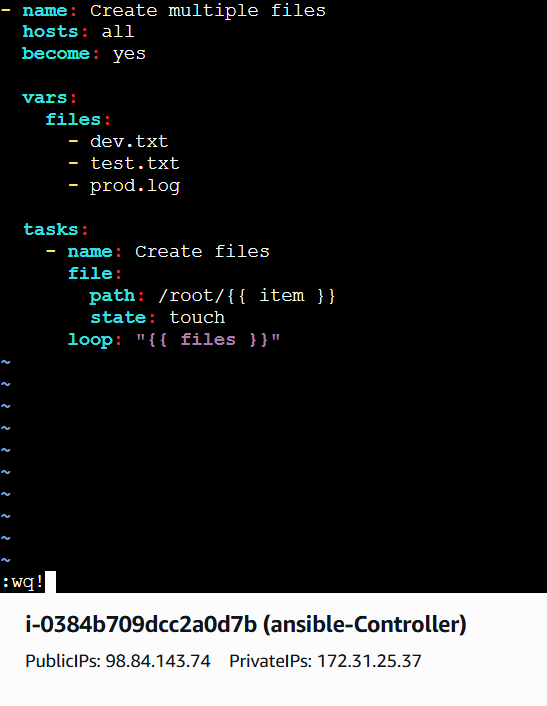 - name: Create multiple files
  hosts: all
  become: yes

  vars:
    files:
      - dev.txt
      - test.txt
      - prod.log

  tasks:
    - name: Create files
      file:
        path: /root/{{ item }}
        state: touch
      loop: "{{ files }}"
~
~
~
~
~
~
~
~
~
~
:wq!
i-0384b709dcc2a0d7b (ansible-Controller)
PublicIPs: 98.84.143.74    PrivateIPs: 172.31.25.37